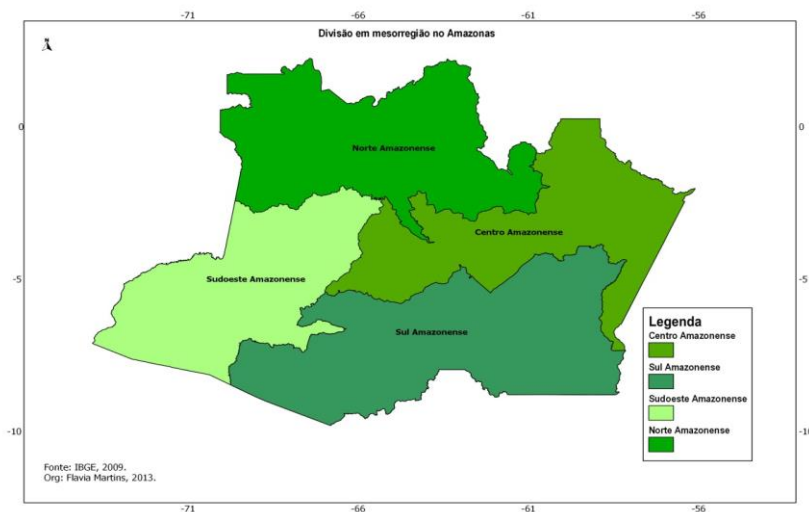 -71 -66 -61 -56
Divisão em mesorregião no Amazonas
N
0 0
Norte Amazonense
Centro Amazonense
-5 -5
Sudoeste Amazonense
Sul Amazonense
Legenda
Centro Amazonense
Sul Amazonense
Sudoeste Amazonense
Norte Amazonense
-10 -10
Fonte: IBGE, 2009.
Org: Flavia Martins, 2013.
-71 -66 -61 -56